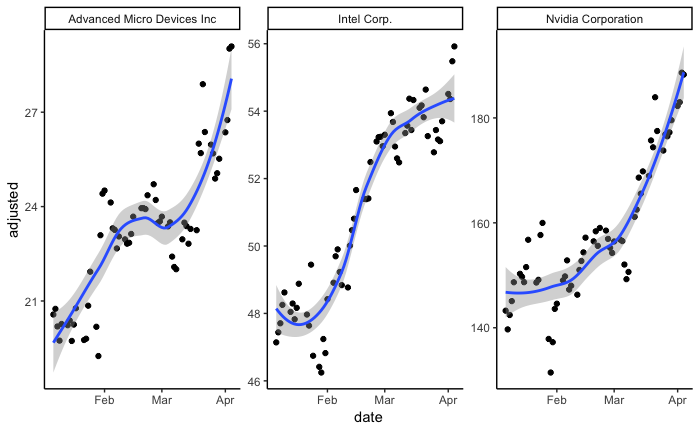 Advanced Micro Devices Inc
Intel Corp.
Nvidia Corporation
adjusted
27
24
21
56
54
52
50
48
46
180
160
140
Feb Mar Apr
Feb Mar Apr
Feb Mar Apr
date